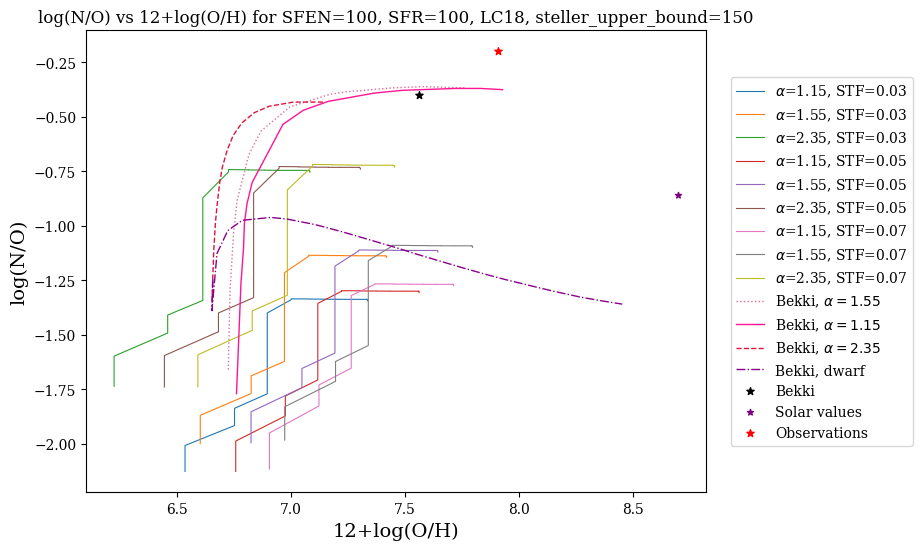 log(N/O) vs 12+log(O/H) for SFEN=100, SFR=100, LC18, steller_upper_bound=150
log(N/O)
−0.25
−0.50
−0.75
−1.00
−1.25
−1.50
−1.75
−2.00
6.5 7.0 7.5 8.0 8.5
12+log(O/H)
α=1.15, STF=0.03
α=1.55, STF=0.03
α=2.35, STF=0.03
α=1.15, STF=0.05
α=1.55, STF=0.05
α=2.35, STF=0.05
α=1.15, STF=0.07
α=1.55, STF=0.07
α=2.35, STF=0.07
Bekki, α = 1.55
Bekki, α = 1.15
Bekki, α = 2.35
Bekki, dwarf
Bekki
Solar values
Observations